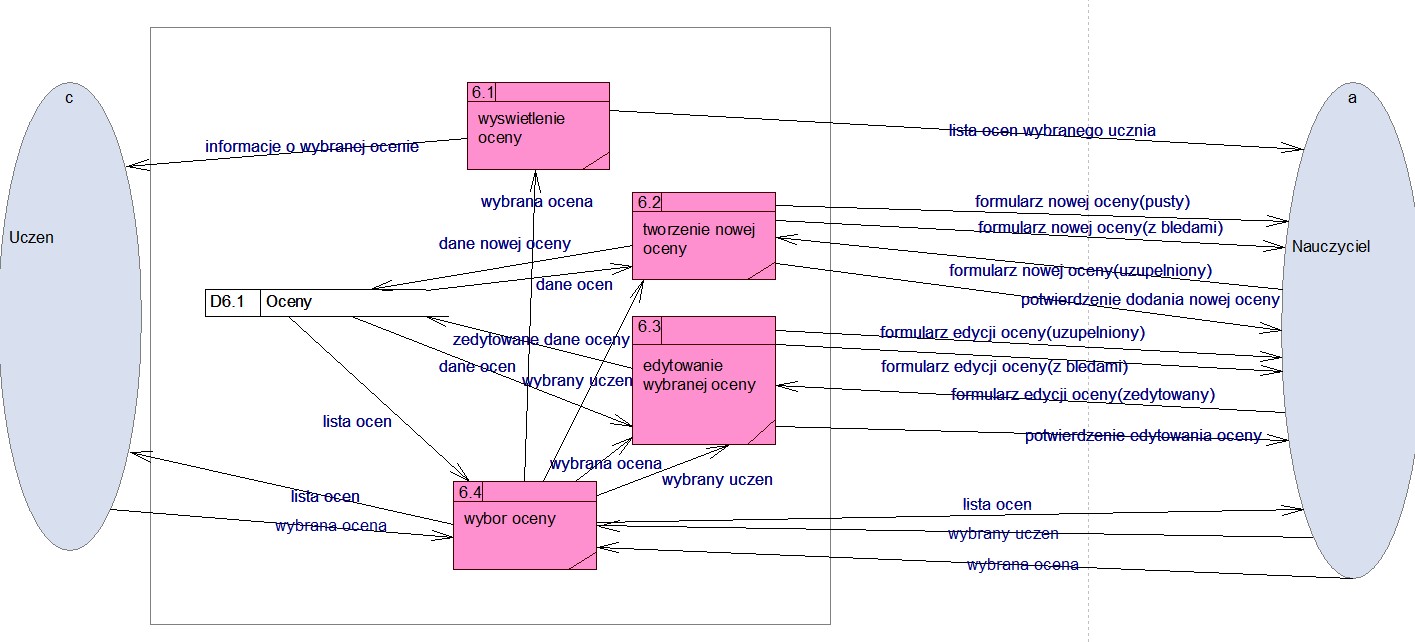 c
a
6.1
wyswietlenie
oceny
lista ocen wybranego ucznia
informacje o wybranej ocenie
wybrana ocena
6.2
tworzenie nowej
oceny
formularz nowej oceny(pusty)
formularz nowej oceny(z bledami)
Uczen
Nauczyciel
dane nowej oceny
formularz nowej oceny(uzupelniony)
dane ocen
potwierdzenie dodania nowej oceny
D6.1
Oceny
6.3
edytowanie
wybranej oceny
formularz edycji oceny(uzupelniony)
zedytowane dane oceny
dane ocen
formularz edycji oceny(z bledami)
wybrany uczen
formularz edycji oceny(zedytowany)
lista ocen
potwierdzenie edytowania oceny
wybrana ocena
wybrany uczen
6.4
wybor oceny
lista ocen
wybrana ocena
lista ocen
wybrany uczen
wybrana ocena